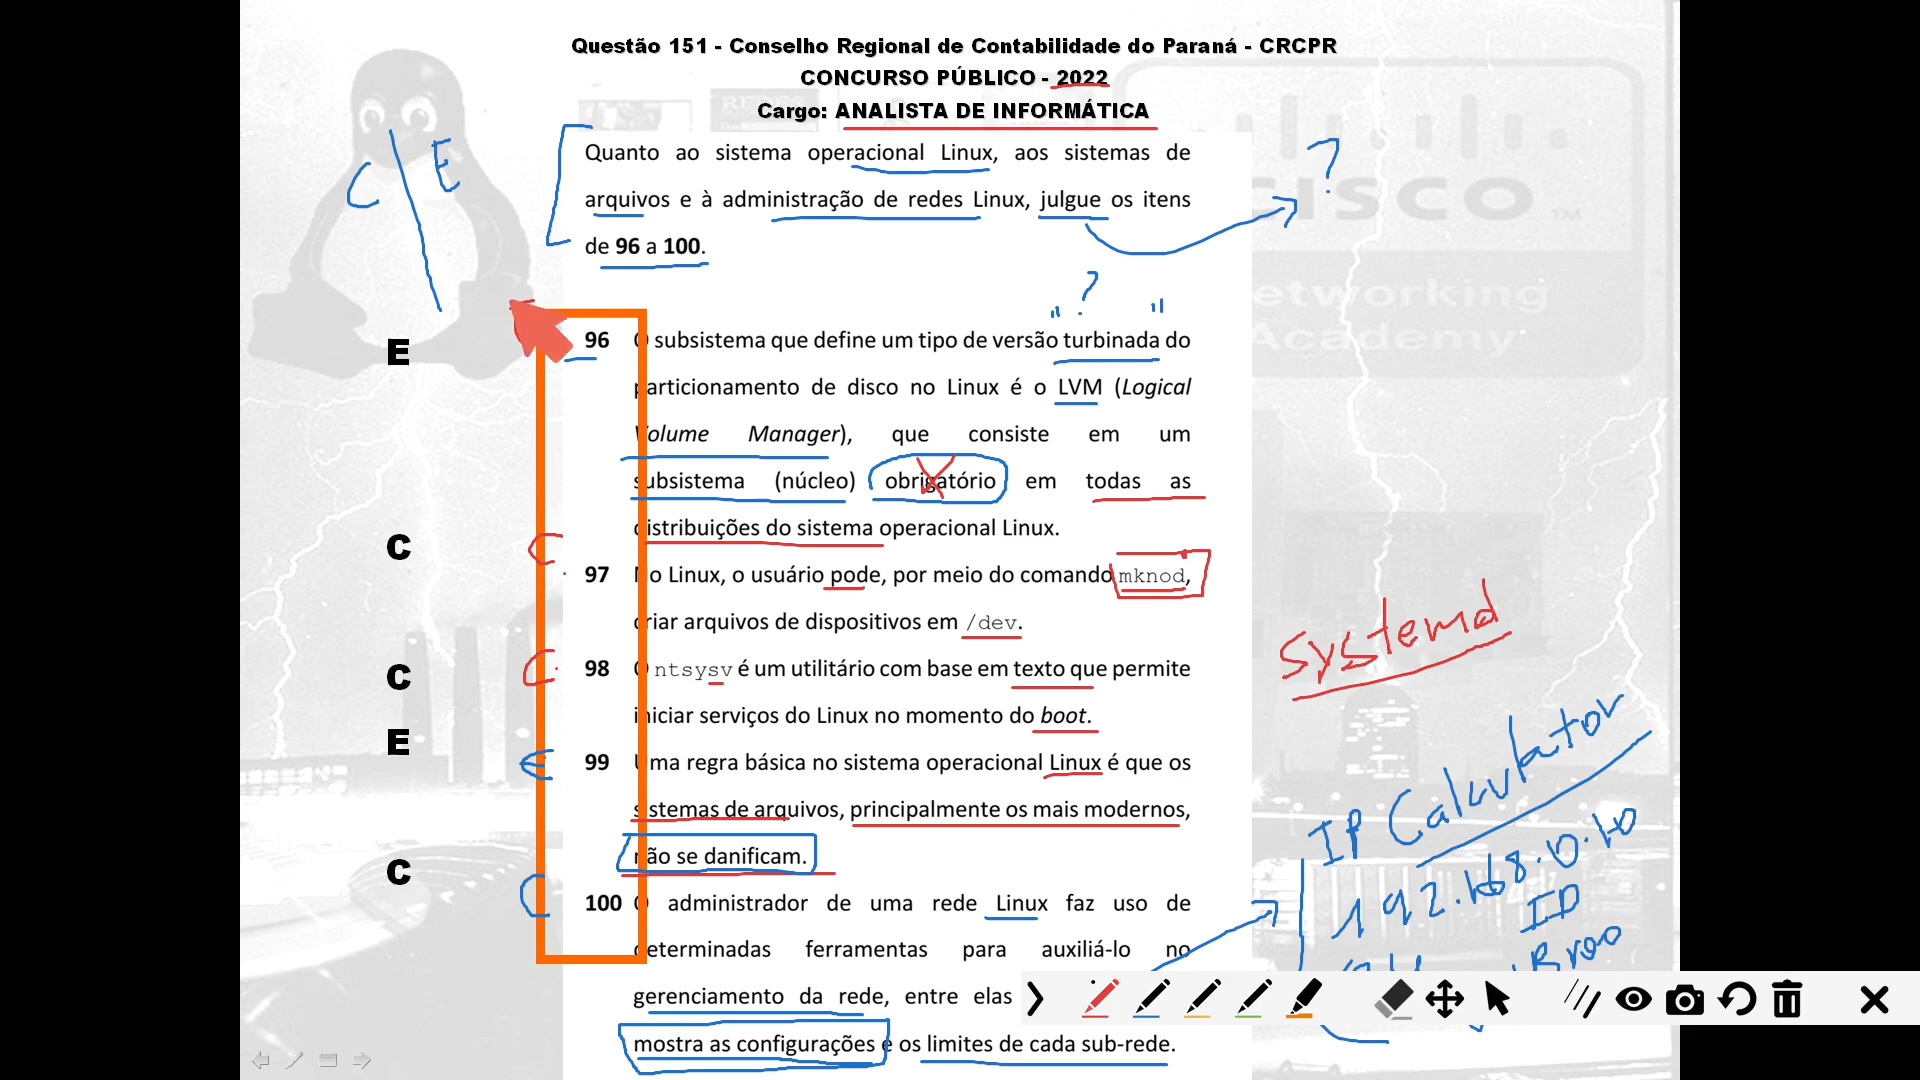 Questão 151 - Conselho Regional de Contabilidade do Paraná - CRCPR
CONCURSO PÚBLICO - 2022
Cargo: ANALISTA DE INFORMÁTICA
Quanto ao sistema operacional Linux, aos sistemas de
arquivos e à administração de redes Linux, julgue os itens
de 96 a 100.
C E
?
CISCO ™
Networking
Academy
" ? "
E
96 O subsistema que define um tipo de versão turbinada do
particionamento de disco no Linux é o LVM (Logical
Volume Manager), que consiste em um
subsistema (núcleo) obrigatório em todas as
distribuições do sistema operacional Linux.
C
C
97 No Linux, o usuário pode, por meio do comando mknod,
criar arquivos de dispositivos em /dev.
systemd
C
C
98 O ntsysv é um utilitário com base em texto que permite
iniciar serviços do Linux no momento do boot.
E
E
99 Uma regra básica no sistema operacional Linux é que os
sistemas de arquivos, principalmente os mais modernos,
não se danificam.
IP Calculator
192.168.0.10
ID
C
C
100 O administrador de uma rede Linux faz uso de
determinadas ferramentas para auxiliá-lo no
gerenciamento da rede, entre elas
mostra as configurações e os limites de cada sub-rede.